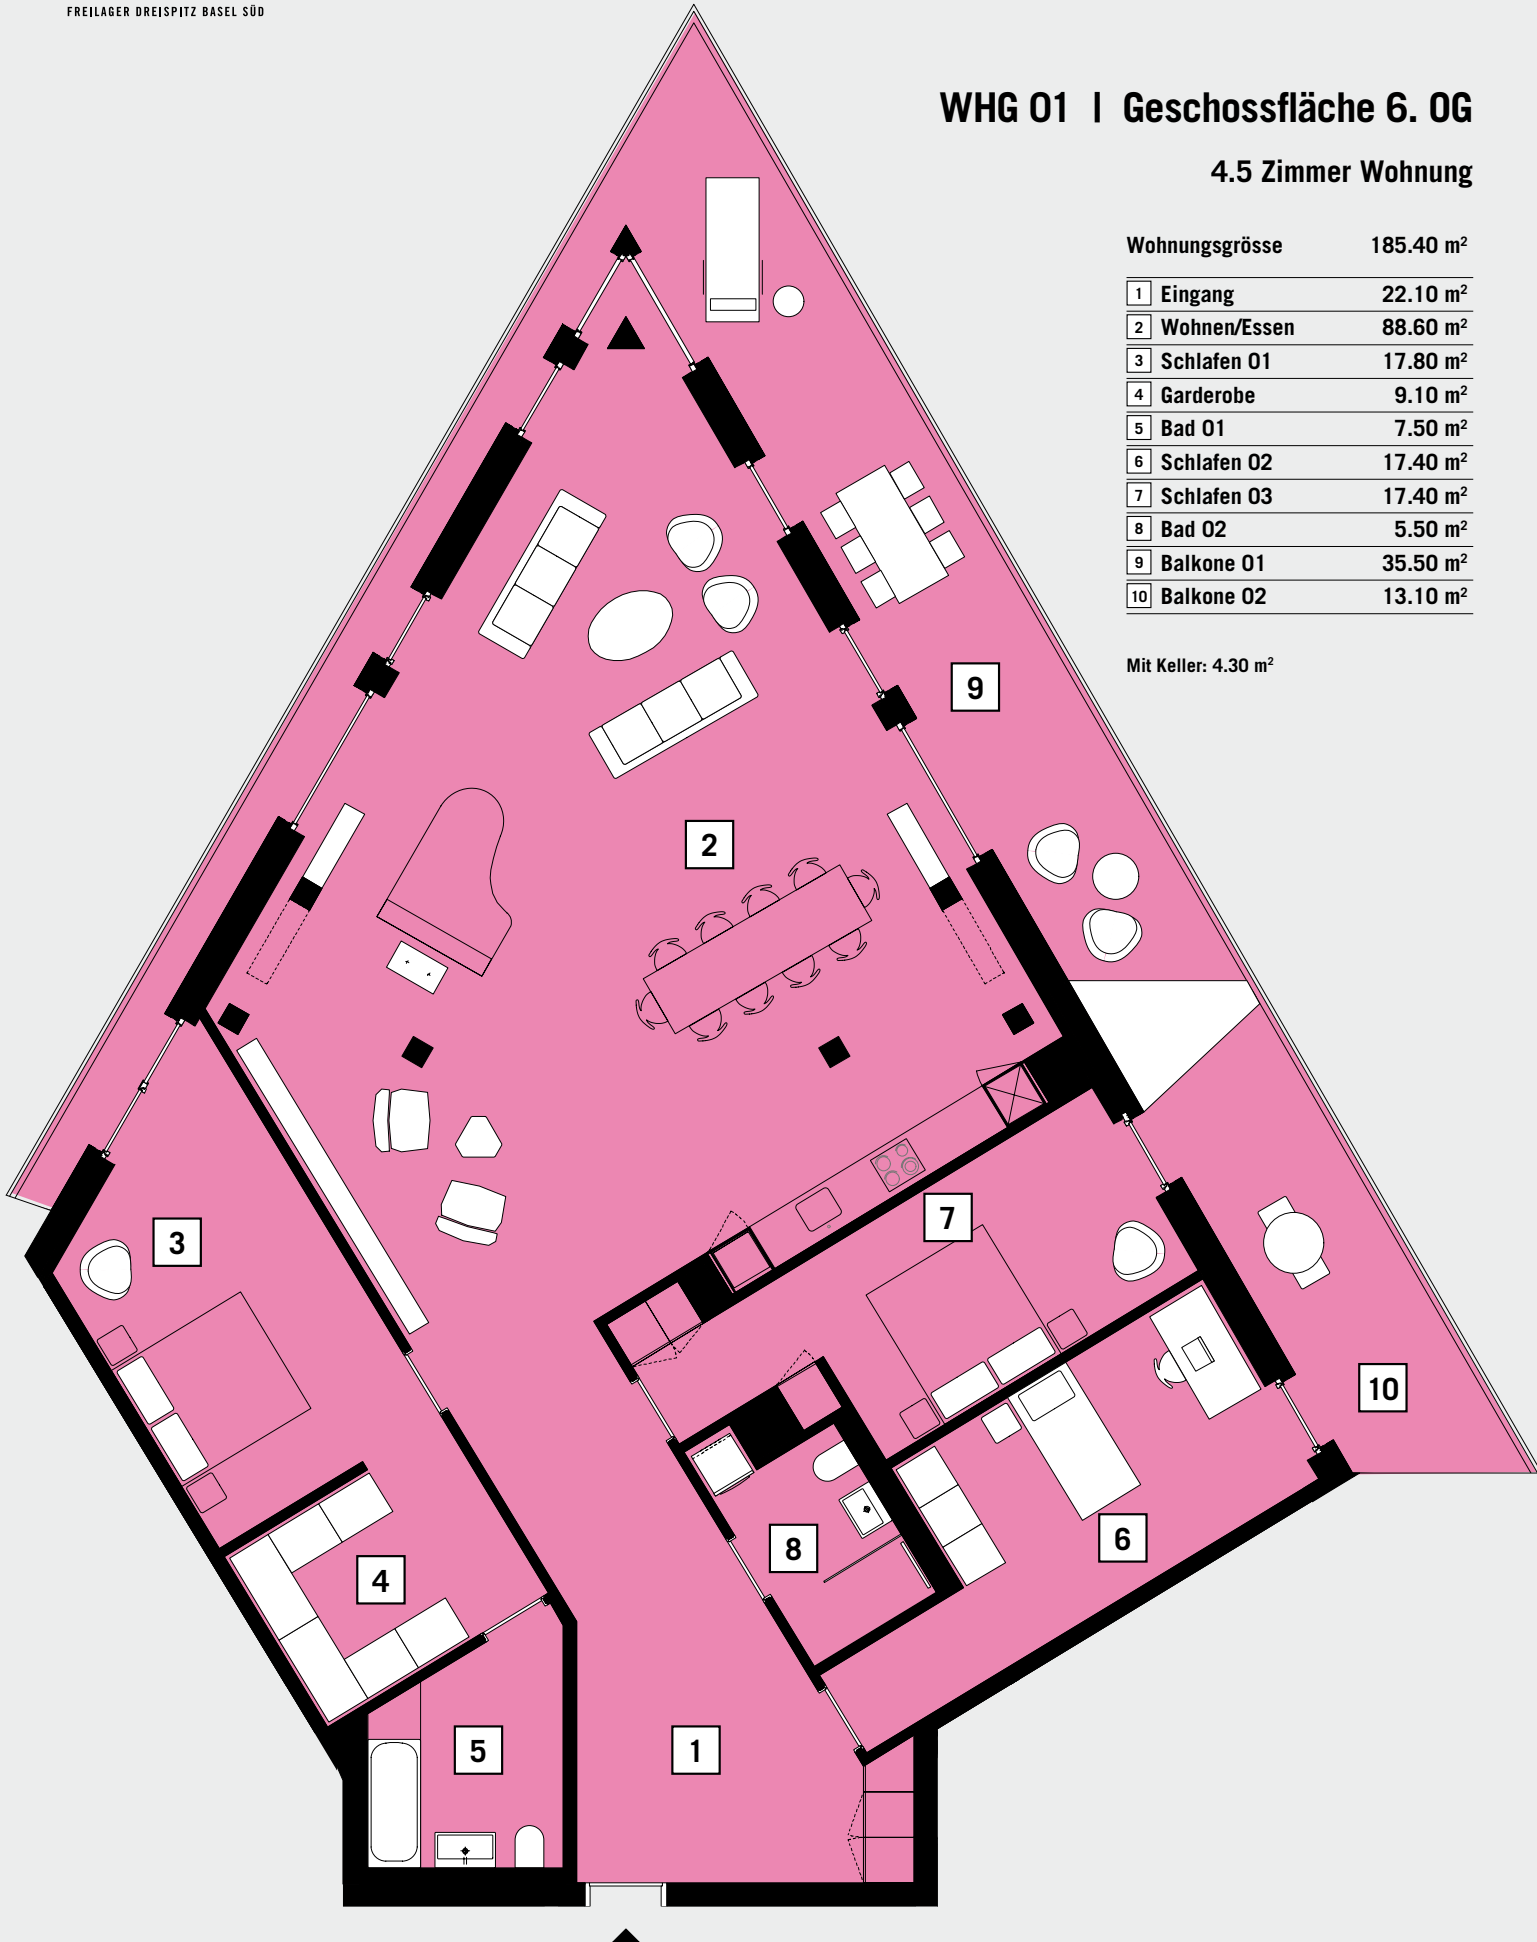 FREILAGER DREISPITZ BASEL SÜD
WHG 01 | Geschossfläche 6. OG
4.5 Zimmer Wohnung
Wohnungsgrösse 185.40 m²
1 Eingang 22.10 m²
2 Wohnen/Essen 88.60 m²
3 Schlafen 01 17.80 m²
4 Garderobe 9.10 m²
5 Bad 01 7.50 m²
6 Schlafen 02 17.40 m²
7 Schlafen 03 17.40 m²
8 Bad 02 5.50 m²
9 Balkone 01 35.50 m²
10 Balkone 02 13.10 m²
Mit Keller: 4.30 m²
9
2
7
3
10
8
6
4
5
1